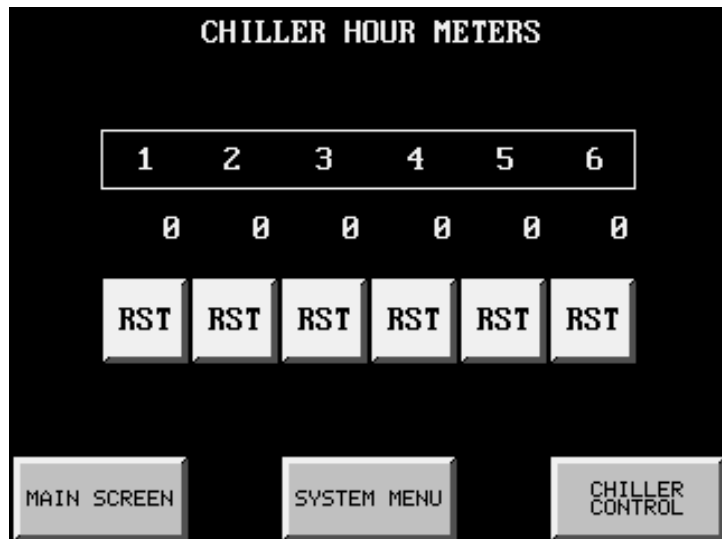 CHILLER HOUR METERS
1 2 3 4 5 6
0 0 0 0 0 0
RST RST RST RST RST RST
MAIN SCREEN SYSTEM MENU CHILLER
CONTROL